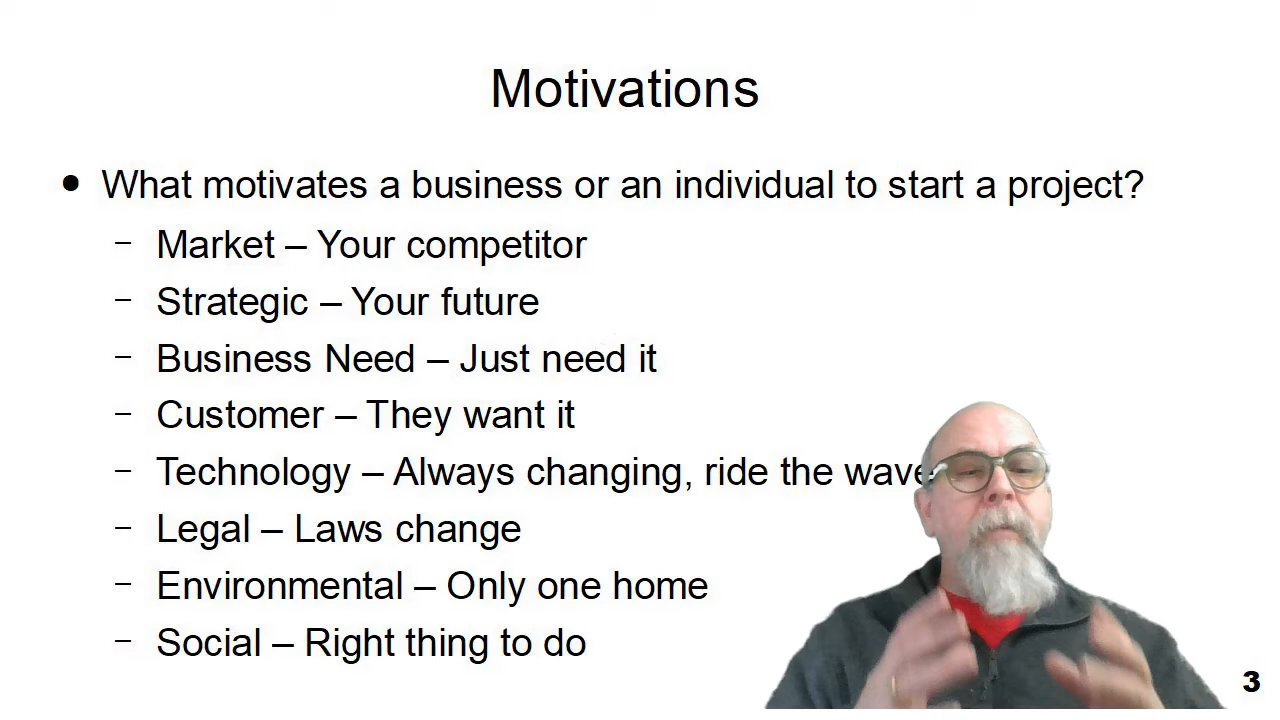 Motivations
● What motivates a business or an individual to start a project?
– Market – Your competitor
– Strategic – Your future
– Business Need – Just need it
– Customer – They want it
– Technology – Always changing, ride the wave
– Legal – Laws change
– Environmental – Only one home
– Social – Right thing to do
3